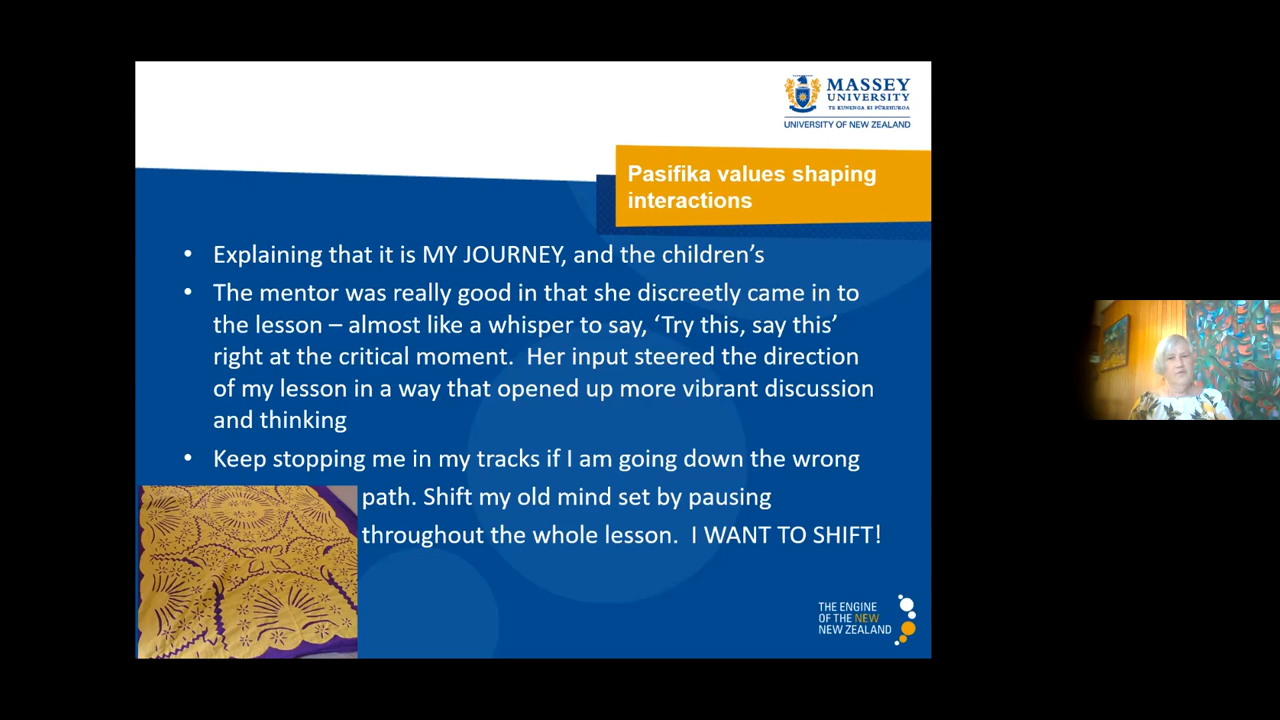 MASSEY
UNIVERSITY
TE KUNENGA KI PŪREHUROA
UNIVERSITY OF NEW ZEALAND
Pasifika values shaping
interactions
• Explaining that it is MY JOURNEY, and the children’s
• The mentor was really good in that she discreetly came in to
the lesson – almost like a whisper to say, ‘Try this, say this’
right at the critical moment.  Her input steered the direction
of my lesson in a way that opened up more vibrant discussion
and thinking
• Keep stopping me in my tracks if I am going down the wrong
path. Shift my old mind set by pausing
throughout the whole lesson.  I WANT TO SHIFT!
THE ENGINE
OF THE NEW
NEW ZEALAND